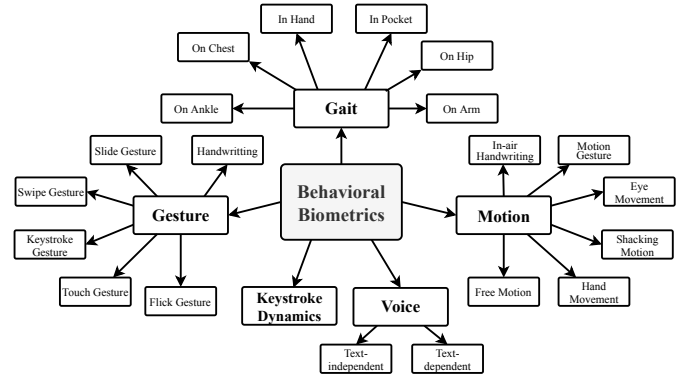 In Hand
In Pocket
On Chest
On Hip
Gait
On Ankle
On Arm
Slide Gesture
Handwritting
In-air
Handwriting
Motion
Gesture
Swipe Gesture
Behavioral
Biometrics
Eye
Movement
Gesture
Motion
Keystroke
Gesture
Shacking
Motion
Touch Gesture
Flick Gesture
Keystroke
Dynamics
Voice
Free Motion
Hand
Movement
Text-
independent
Text-
dependent